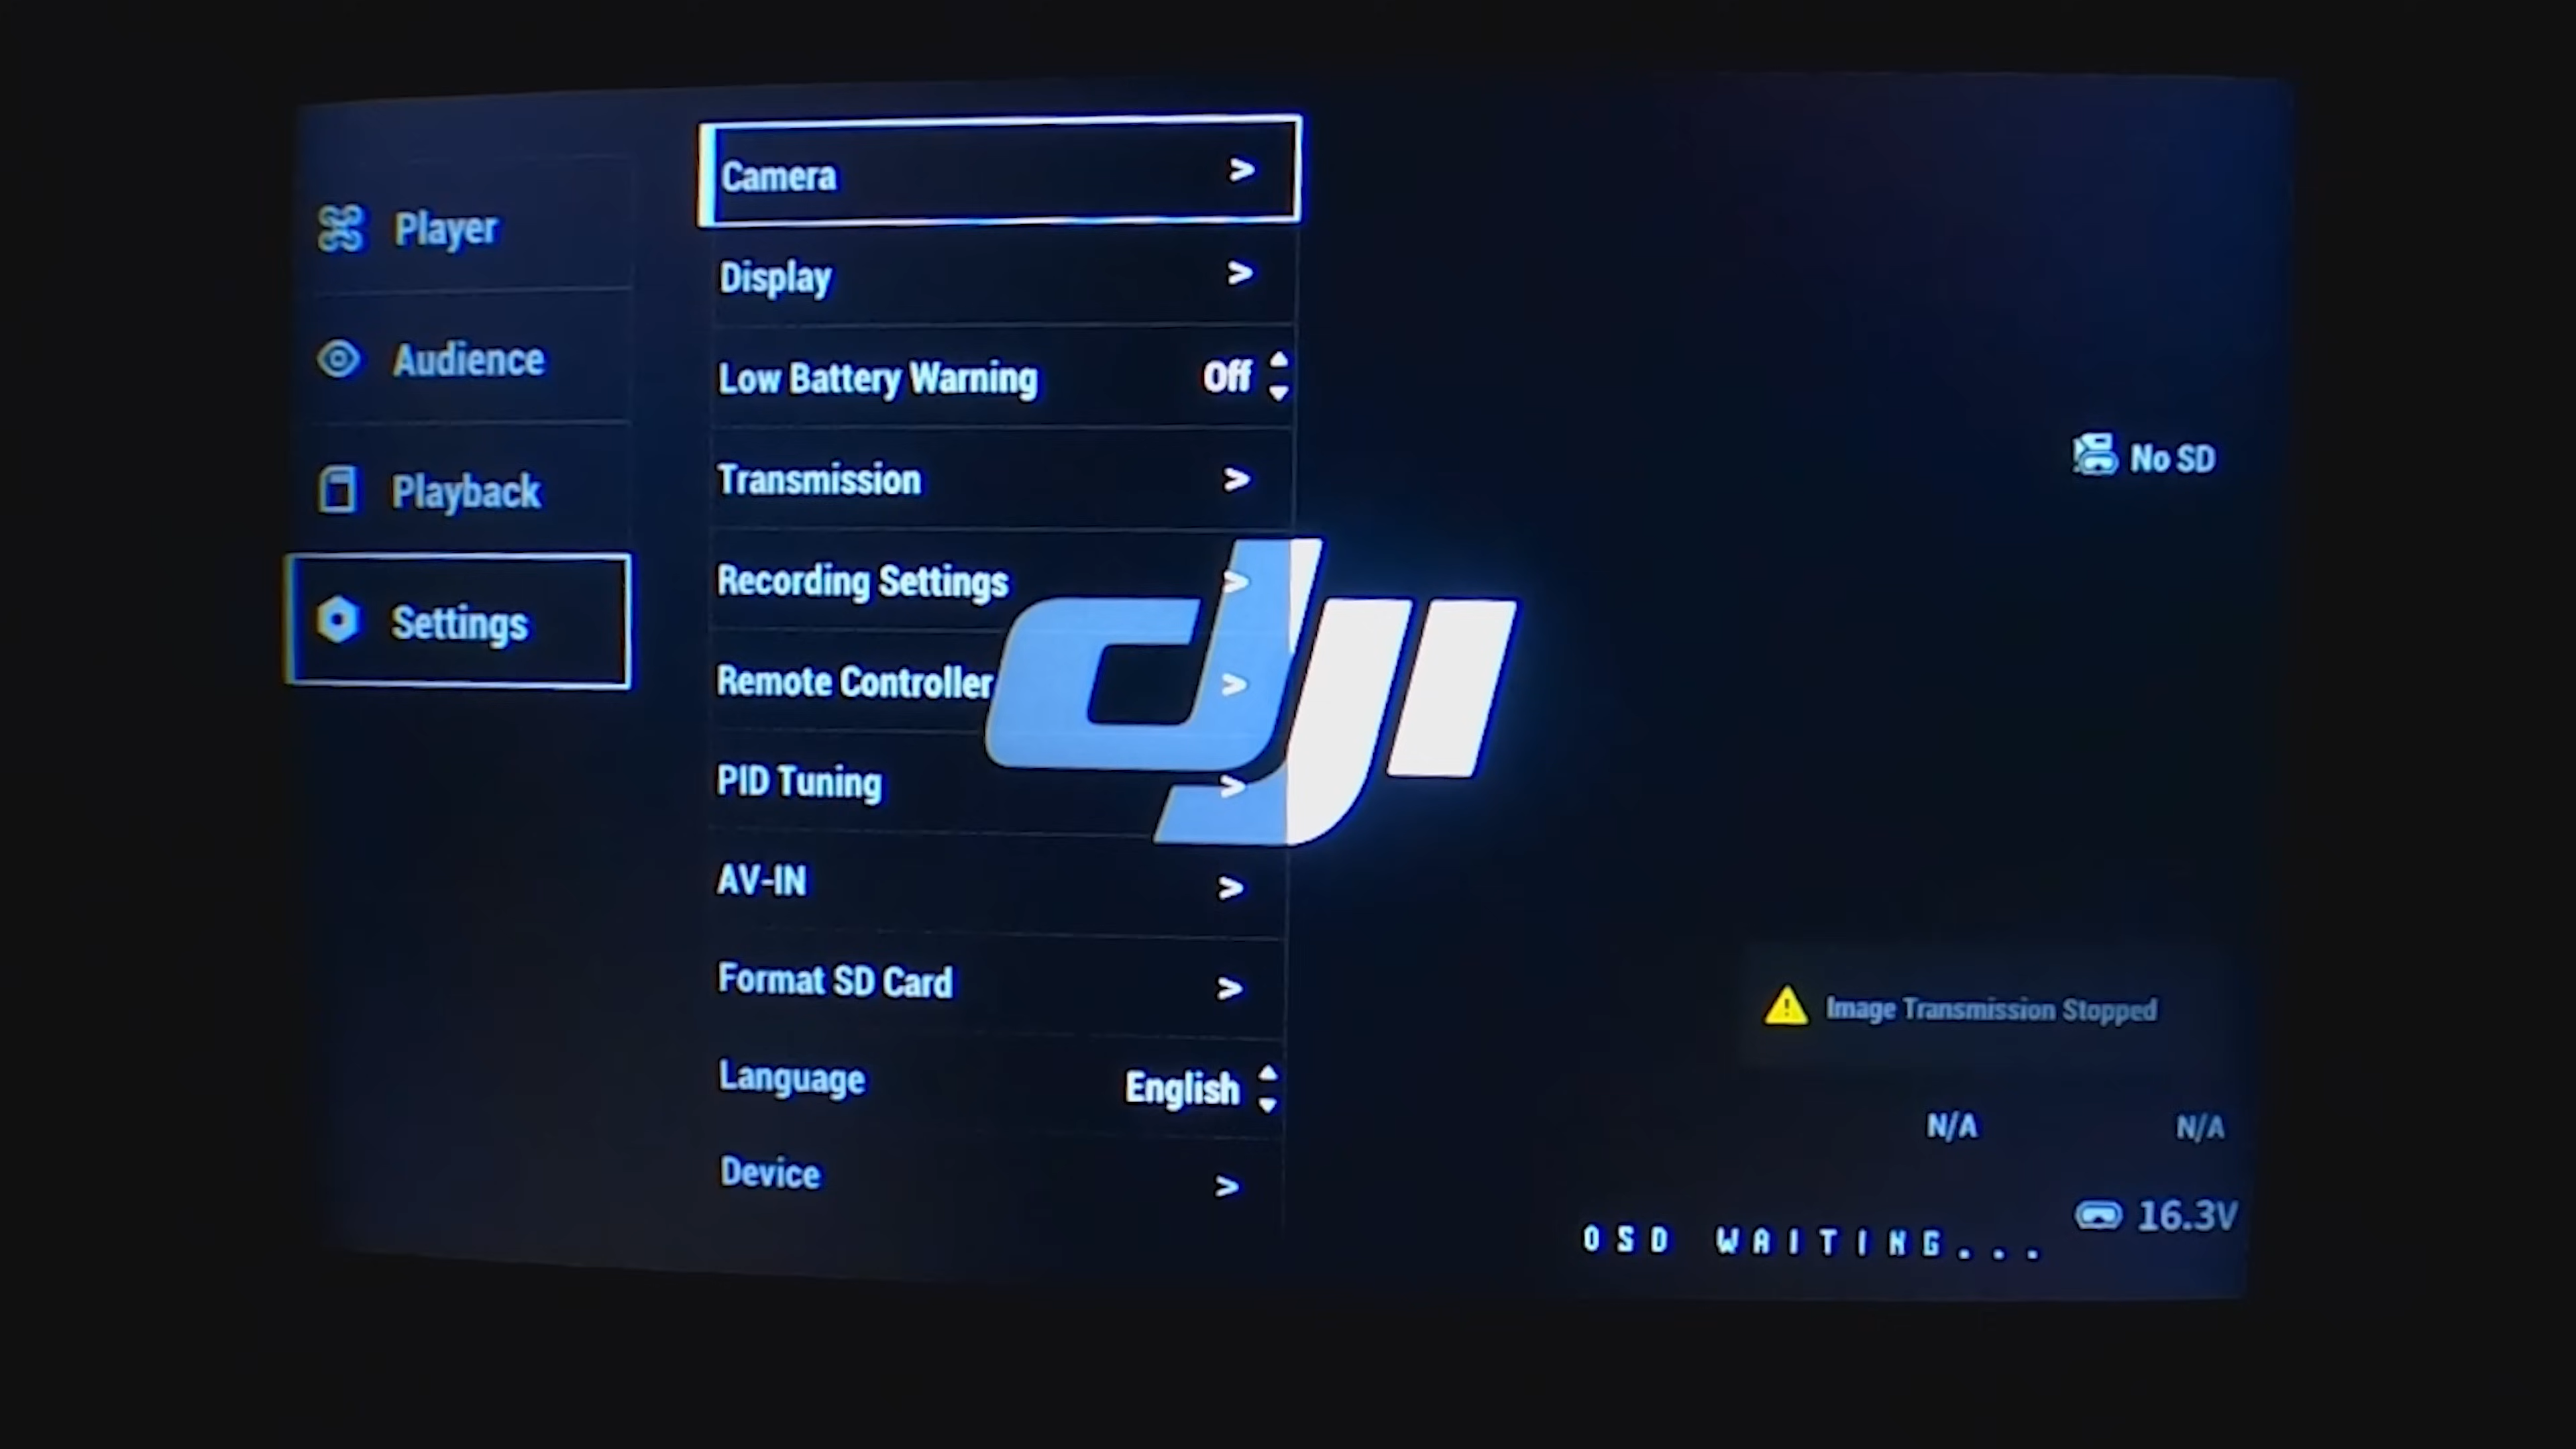 Player
Audience
Playback
Settings
Camera >
Display >
Low Battery Warning Off
Transmission >
Recording Settings >
Remote Controller >
PID Tuning >
AV-IN >
Format SD Card >
Language English
Device >
dji
No SD
Image Transmission Stopped
N/A N/A
16.3V
OSD WAITING...